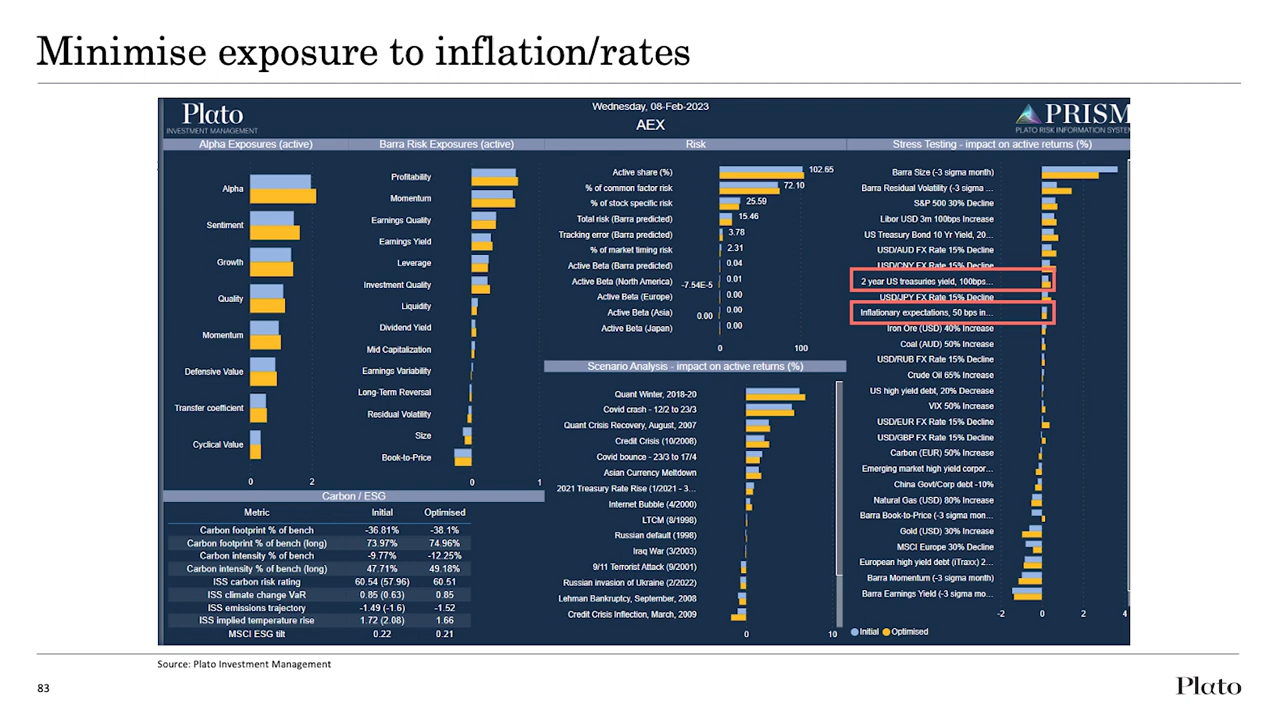 Minimise exposure to inflation/rates
Plato
INVESTMENT MANAGEMENT
Wednesday, 08-Feb-2023
AEX
PRISM
PLATO RISK INFORMATION SYSTEM
Alpha Exposures (active)
Alpha
Sentiment
Growth
Quality
Momentum
Defensive Value
Transfer coefficient
Cyclical Value
0 2
Barra Risk Exposures (active)
Profitability
Momentum
Earnings Quality
Earnings Yield
Leverage
Investment Quality
Liquidity
Dividend Yield
Mid Capitalization
Earnings Variability
Long-Term Reversal
Residual Volatility
Size
Book-to-Price
0 1
Risk
Active share (%) 102.65
% of common factor risk 72.10
% of stock specific risk 25.59
Total risk (Barra predicted) 15.46
Tracking error (Barra predicted) 3.78
% of market timing risk 2.31
Active Beta (Barra predicted) 0.04
Active Beta (North America) -7.54E-5 0.01
Active Beta (Europe) 0.00
Active Beta (Asia) 0.00 0.00
Active Beta (Japan) 0.00
0 100
Scenario Analysis - impact on active returns (%)
Quant Winter, 2018-20
Covid crash - 12/2 to 23/3
Quant Crisis Recovery, August, 2007
Credit Crisis (10/2008)
Covid bounce - 23/3 to 17/4
Asian Currency Meltdown
2021 Treasury Rate Rise (1/2021 - 3...
Internet Bubble (4/2000)
LTCM (8/1998)
Russian default (1998)
Iraq War (3/2003)
9/11 Terrorist Attack (9/2001)
Russian invasion of Ukraine (2/2022)
Lehman Bankruptcy, September, 2008
Credit Crisis Inflection, March, 2009
0 10
Stress Testing - impact on active returns (%)
Barra Size (-3 sigma month)
Barra Residual Volatility (-3 sigma ...
S&P 500 30% Decline
Libor USD 3m 100bps Increase
US Treasury Bond 10 Yr Yield, 20...
USD/AUD FX Rate 15% Decline
USD/CNY FX Rate 15% Decline
2 year US treasuries yield, 100bps...
USD/JPY FX Rate 15% Decline
Inflationary expectations, 50 bps in...
Iron Ore (USD) 40% Increase
Coal (AUD) 50% Increase
USD/RUB FX Rate 15% Decline
Crude Oil 65% Increase
US high yield debt, 20% Decrease
VIX 50% Increase
USD/EUR FX Rate 15% Decline
USD/GBP FX Rate 15% Decline
Carbon (EUR) 50% Increase
Emerging market high yield corpor...
China Govt/Corp debt -10%
Natural Gas (USD) 80% Increase
Barra Book-to-Price (-3 sigma mon...
Gold (USD) 30% Increase
MSCI Europe 30% Decline
European high yield debt (iTraxx) 2...
Barra Momentum (-3 sigma month)
Barra Earnings Yield (-3 sigma mo...
-2 0 2 4
Initial Optimised
Carbon / ESG
Metric Initial Optimised
Carbon footprint % of bench -36.81% -38.1%
Carbon footprint % of bench (long) 73.97% 74.96%
Carbon intensity % of bench -9.77% -12.25%
Carbon intensity % of bench (long) 47.71% 49.18%
ISS carbon risk rating 60.54 (57.96) 60.51
ISS climate change VaR 0.85 (0.63) 0.85
ISS emissions trajectory -1.49 (-1.6) -1.52
ISS implied temperature rise 1.72 (2.08) 1.66
MSCI ESG tilt 0.22 0.21
Source: Plato Investment Management
83
Plato